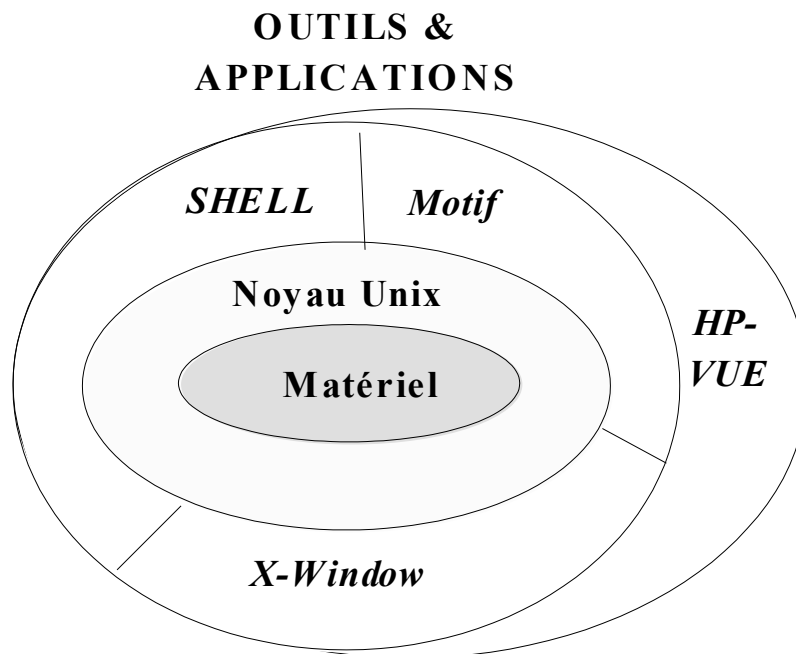 OUTILS &
APPLICATIONS
SHELL
Motif
Noyau Unix
HP-
VUE
Matériel
X-Window